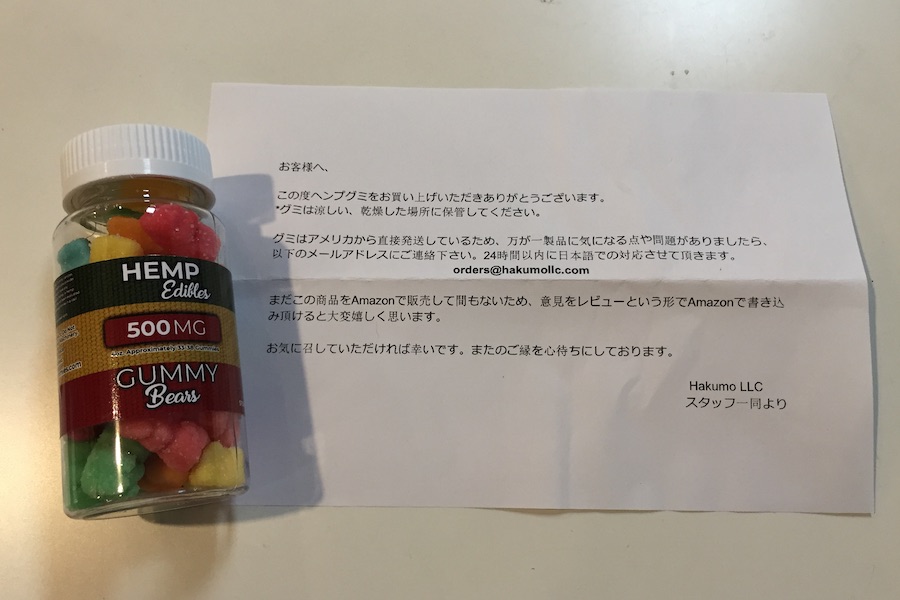 HEMP
Edibles
500 MG
4oz. Approximately 33-38 Gummies
GUMMY
Bears
お客様へ、
この度ヘンプグミをお買い上げいただきありがとうございます。
*グミは涼しい、乾燥した場所に保管してください。
グミはアメリカから直接発送しているため、万が一製品に気になる点や問題がありましたら、
以下のメールアドレスにご連絡下さい。24時間以内に日本語での対応させて頂きます。
orders@hakumollc.com
まだこの商品をAmazonで販売して間もないため、意見をレビューという形でAmazonで書き込
み頂けると大変嬉しく思います。
お気に召していただければ幸いです。またのご縁を心待ちにしております。
Hakumo LLC
スタッフ一同より